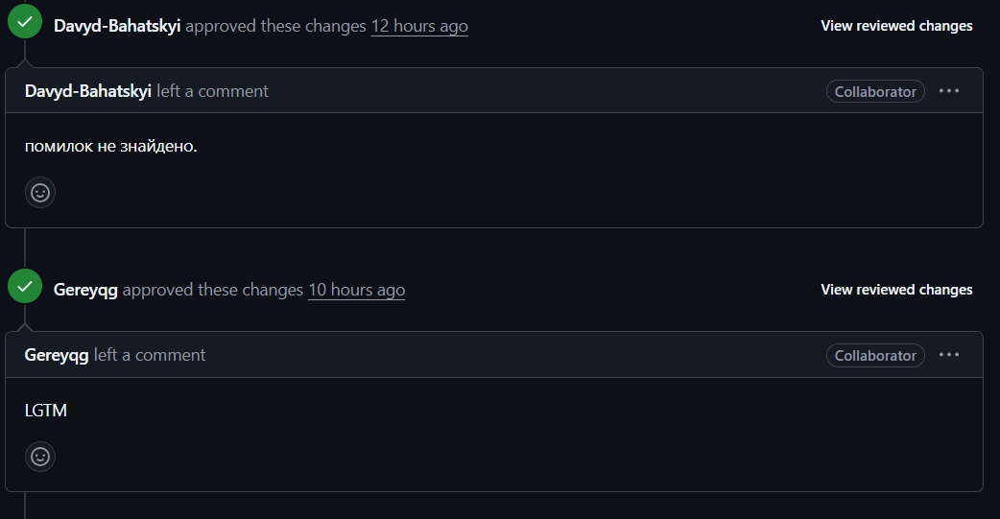 Davyd-Bahatskyi approved these changes 12 hours ago View reviewed changes
Davyd-Bahatskyi left a comment Collaborator
помилок не знайдено.
Gereyqg approved these changes 10 hours ago View reviewed changes
Gereyqg left a comment Collaborator
LGTM